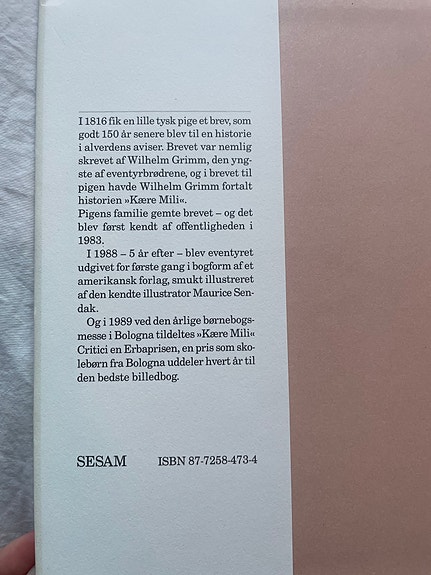 I 1816 fik en lille tysk pige et brev, som
godt 150 år senere blev til en historie
i alverdens aviser. Brevet var nemlig
skrevet af Wilhelm Grimm, den yng-
ste af eventyrbrødrene, og i brevet til
pigen havde Wilhelm Grimm fortalt
historien »Kære Mili«.
Pigens familie gemte brevet – og det
blev først kendt af offentligheden i
1983.
I 1988 – 5 år efter – blev eventyret
udgivet for første gang i bogform af et
amerikansk forlag, smukt illustreret
af den kendte illustrator Maurice Sen-
dak.
Og i 1989 ved den årlige børnebogs-
messe i Bologna tildeltes »Kære Mili«
Critici en Erbaprisen, en pris som sko-
lebørn fra Bologna uddeler hvert år til
den bedste billedbog.
SESAM ISBN 87-7258-473-4